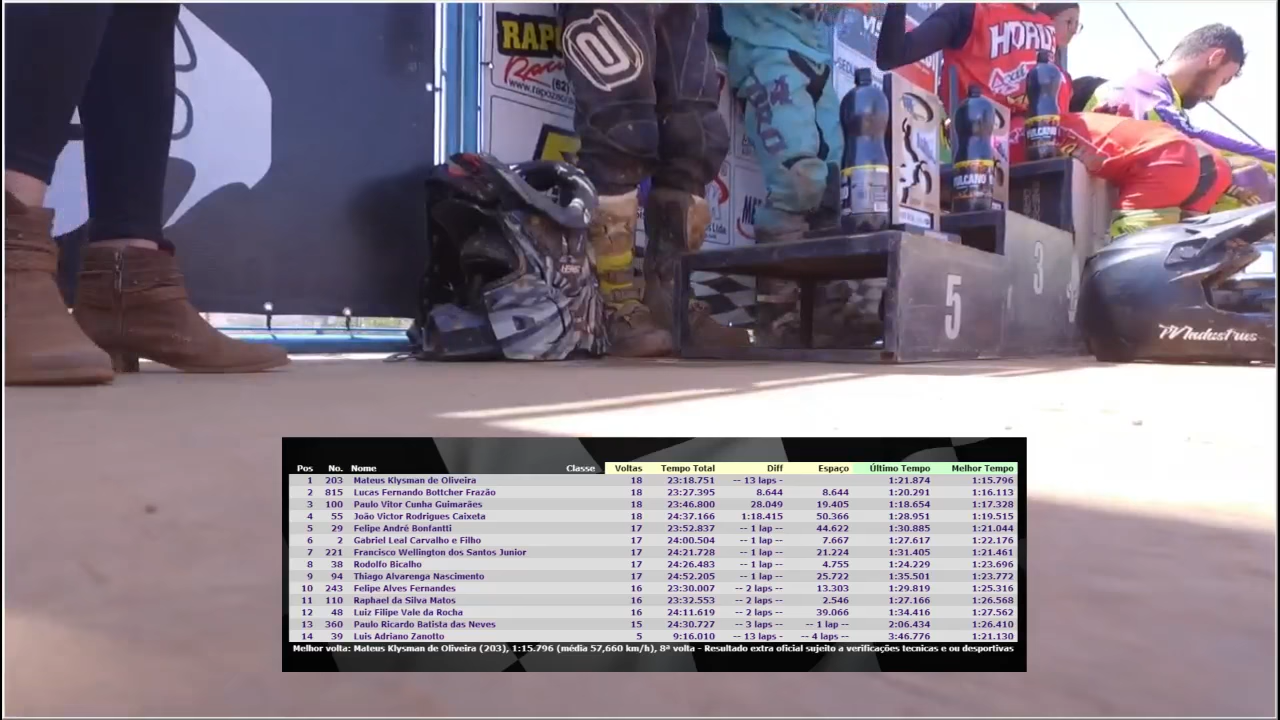 RAPO
Raci
(62)
www.rapozoraci
HORUS
VULCANO
VULCANO
5
3
LEATT
TVIndustries
Pos No. Nome Classe Voltas Tempo Total Diff Espaço Último Tempo Melhor Tempo
1 203 Mateus Klysman de Oliveira 18 23:18.751 -- 13 laps - 1:21.874 1:15.796
2 815 Lucas Fernando Bottcher Frazão 18 23:27.395 8.644 8.644 1:20.291 1:16.113
3 100 Paulo Vitor Cunha Guimarães 18 23:46.800 28.049 19.405 1:18.654 1:17.328
4 55 João Victor Rodrigues Caixeta 18 24:37.166 1:18.415 50.366 1:28.951 1:19.515
5 29 Felipe André Bonfantti 17 23:52.837 -- 1 lap -- 44.622 1:30.885 1:21.044
6 2 Gabriel Leal Carvalho e Filho 17 24:00.504 -- 1 lap -- 7.667 1:27.617 1:22.176
7 221 Francisco Wellington dos Santos Junior 17 24:21.728 -- 1 lap -- 21.224 1:31.405 1:21.461
8 38 Rodolfo Bicalho 17 24:26.483 -- 1 lap -- 4.755 1:24.229 1:23.696
9 94 Thiago Alvarenga Nascimento 17 24:52.205 -- 1 lap -- 25.722 1:35.501 1:23.772
10 243 Felipe Alves Fernandes 16 23:30.007 -- 2 laps -- 13.303 1:29.819 1:25.316
11 110 Raphael da Silva Matos 16 23:32.553 -- 2 laps -- 2.546 1:27.166 1:26.568
12 48 Luiz Filipe Vale da Rocha 16 24:11.619 -- 2 laps -- 39.066 1:34.416 1:27.562
13 360 Paulo Ricardo Batista das Neves 15 24:30.727 -- 3 laps -- -- 1 lap -- 2:06.434 1:26.410
14 39 Luis Adriano Zanotto 5 9:16.010 -- 13 laps - -- 4 laps -- 3:46.776 1:21.130
Melhor volta: Mateus Klysman de Oliveira (203), 1:15.796 (média 57,660 km/h), 8ª volta - Resultado extra oficial sujeito a verificações tecnicas e ou desportivas